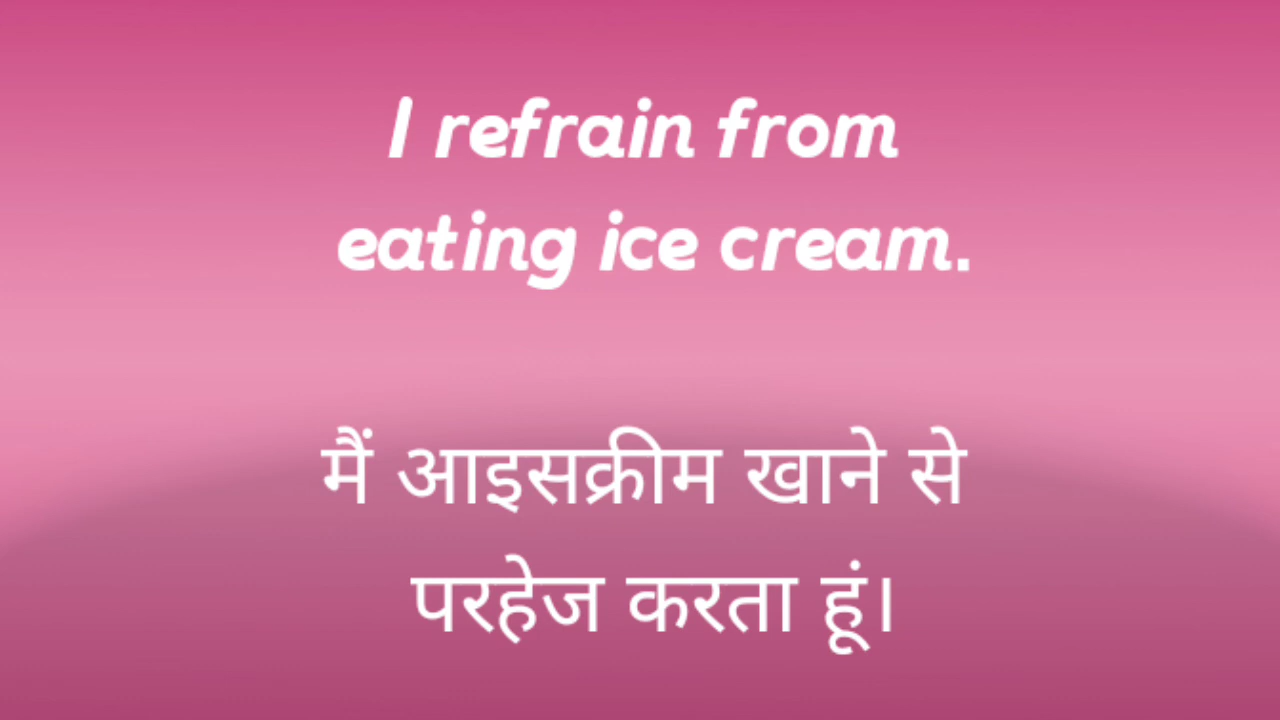 I refrain from
eating ice cream.
मैं आइसक्रीम खाने से
परहेज करता हूं।